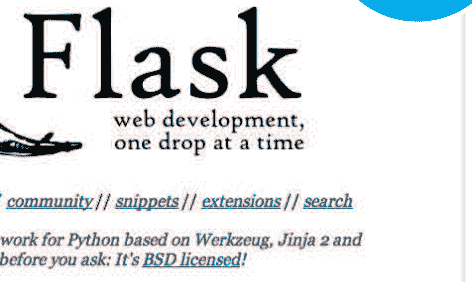 Flask
web development,
one drop at a time
community // snippets // extensions // search
work for Python based on Werkzeug, Jinja 2 and
before you ask: It's BSD licensed!